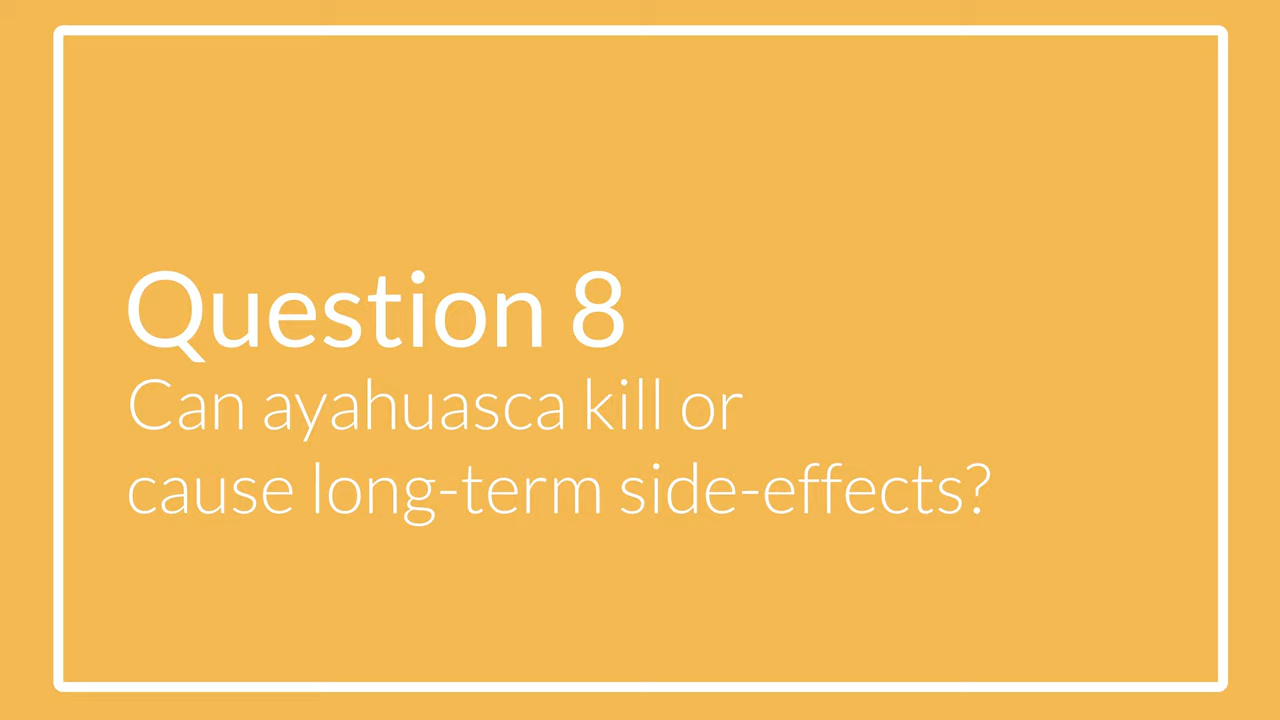 Question 8
Can ayahuasca kill or
cause long-term side-effects?